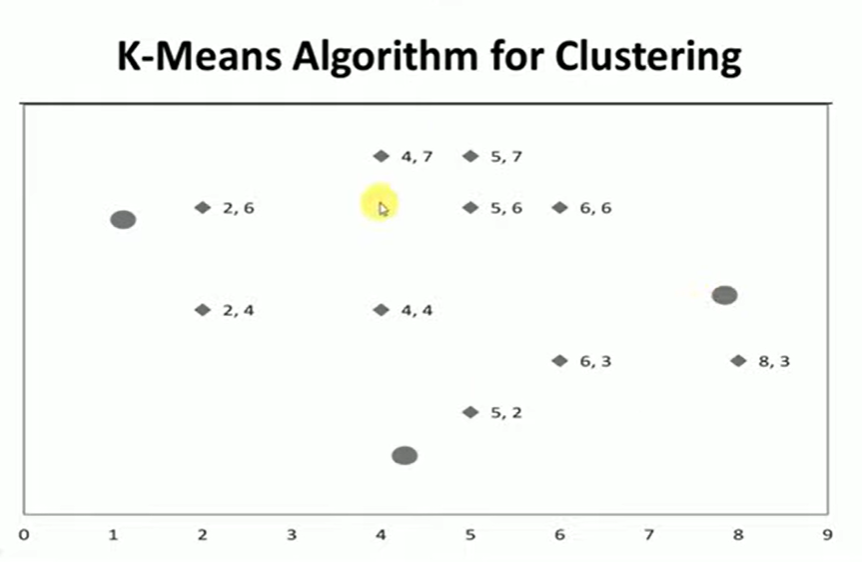 K-Means Algorithm for Clustering
4, 7 5, 7
2, 6 5, 6 6, 6
2, 4 4, 4
6, 3 8, 3
5, 2
0 1 2 3 4 5 6 7 8 9